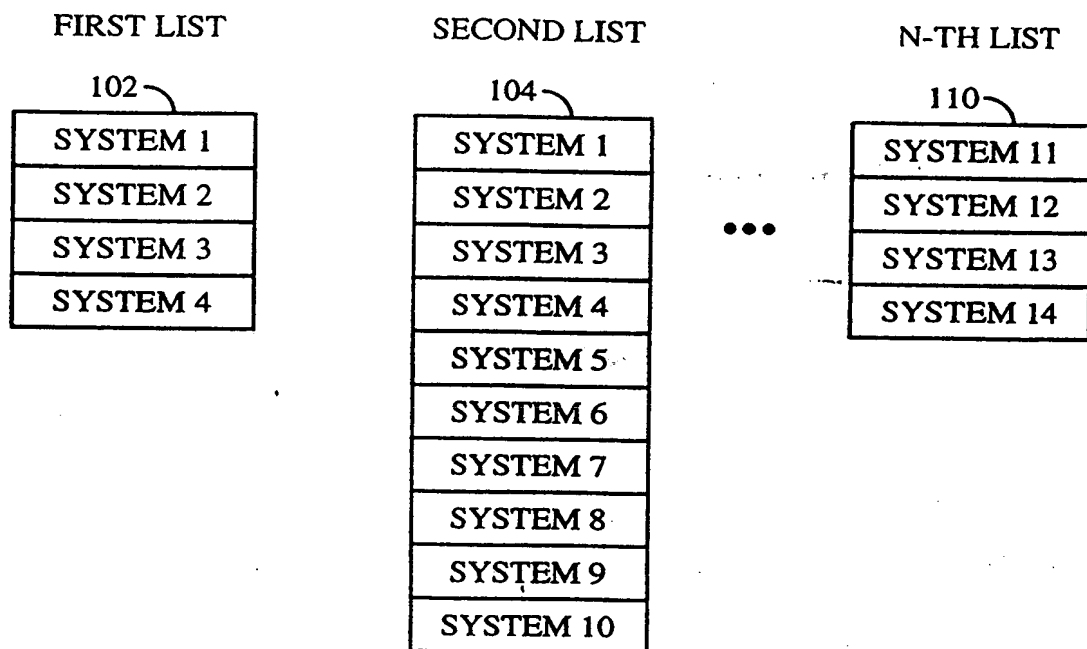 FIRST LIST
102
SYSTEM 1
SYSTEM 2
SYSTEM 3
SYSTEM 4
SECOND LIST
104
SYSTEM 1
SYSTEM 2
SYSTEM 3
SYSTEM 4
SYSTEM 5
SYSTEM 6
SYSTEM 7
SYSTEM 8
SYSTEM 9
SYSTEM 10
•••
N-TH LIST
110
SYSTEM 11
SYSTEM 12
SYSTEM 13
SYSTEM 14